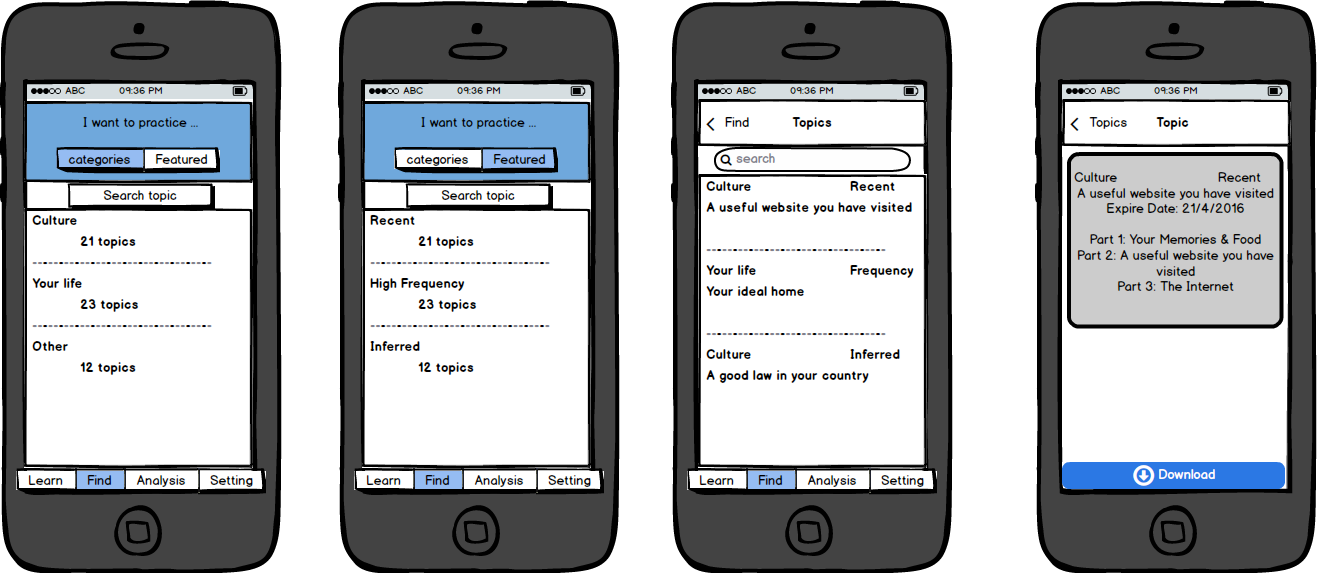 ABC 09:36 PM
I want to practice ...
categories Featured
Search topic
Culture
21 topics
Your life
23 topics
Other
12 topics
Learn Find Analysis Setting
ABC 09:36 PM
I want to practice ...
categories Featured
Search topic
Recent
21 topics
High Frequency
23 topics
Inferred
12 topics
Learn Find Analysis Setting
ABC 09:36 PM
Find Topics
search
Culture Recent
A useful website you have visited
Your life Frequency
Your ideal home
Culture Inferred
A good law in your country
Learn Find Analysis Setting
ABC 09:36 PM
Topics Topic
Culture Recent
A useful website you have visited
Expire Date: 21/4/2016
Part 1: Your Memories & Food
Part 2: A useful website you have
visited
Part 3: The Internet
Download